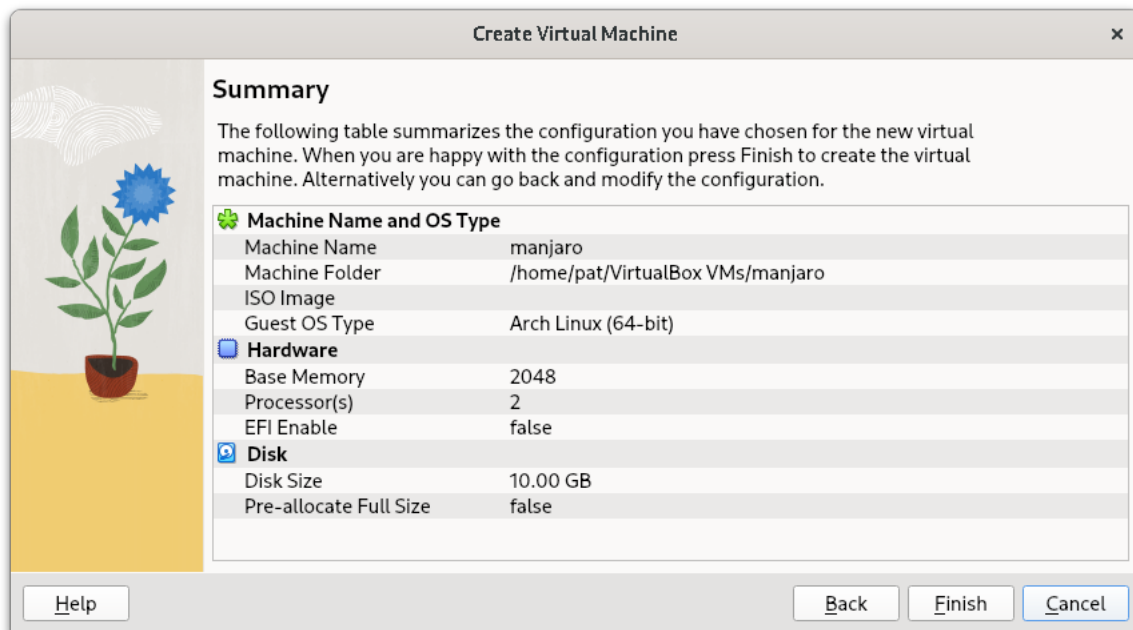 Create Virtual Machine
Summary
The following table summarizes the configuration you have chosen for the new virtual
machine. When you are happy with the configuration press Finish to create the virtual
machine. Alternatively you can go back and modify the configuration.
Machine Name and OS Type
Machine Name manjaro
Machine Folder /home/pat/VirtualBox VMs/manjaro
ISO Image
Guest OS Type Arch Linux (64-bit)
Hardware
Base Memory 2048
Processor(s) 2
EFI Enable false
Disk
Disk Size 10.00 GB
Pre-allocate Full Size false
Help Back Finish Cancel